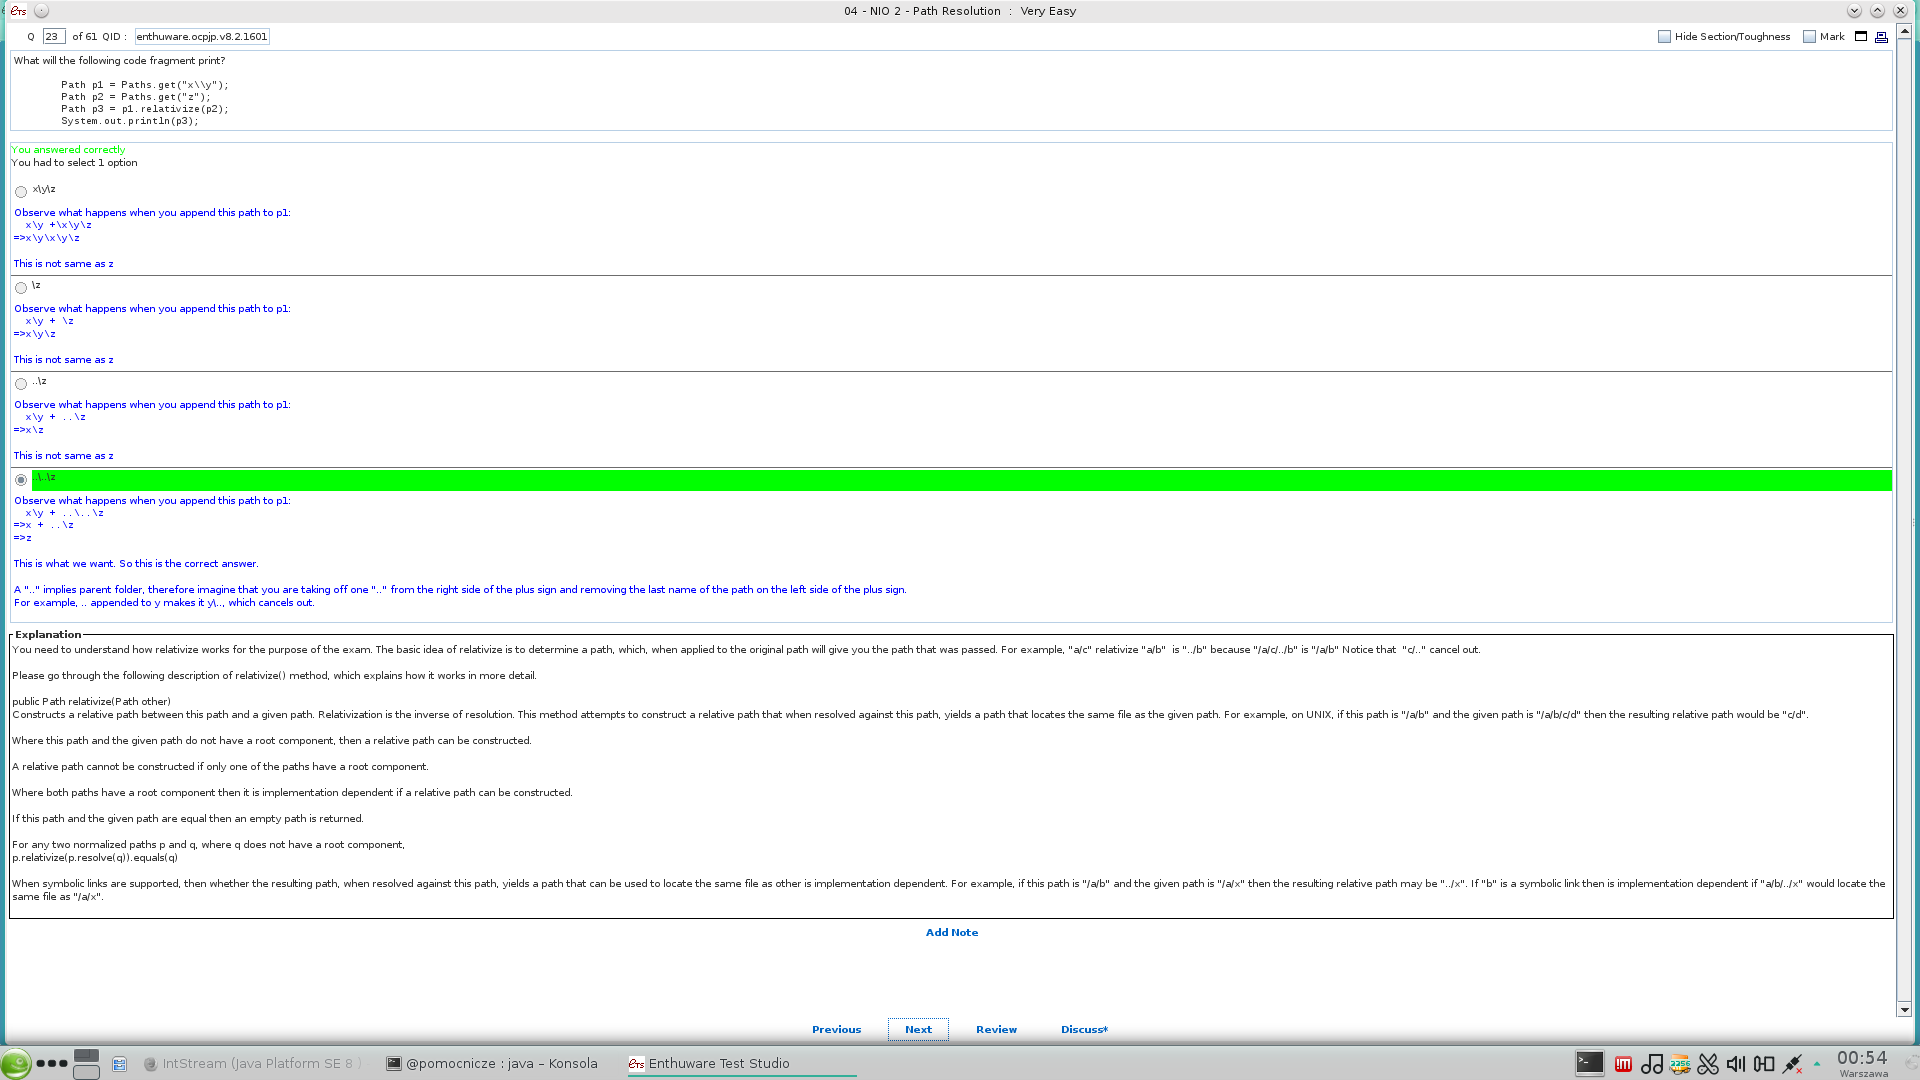 ETS
04 - NIO 2 - Path Resolution  :  Very Easy
Q 23 of 61 QID : enthuware.ocpjp.v8.2.1601
Hide Section/Toughness Mark
What will the following code fragment print?
Path p1 = Paths.get("x\\y");
Path p2 = Paths.get("z");
Path p3 = p1.relativize(p2);
System.out.println(p3);
You answered correctly
You had to select 1 option
x\y\z
Observe what happens when you append this path to p1:
x\y +\x\y\z
=>x\y\x\y\z
This is not same as z
\z
Observe what happens when you append this path to p1:
x\y + \z
=>x\y\z
This is not same as z
..\z
Observe what happens when you append this path to p1:
x\y + ..\z
=>x\z
This is not same as z
..\..\z
Observe what happens when you append this path to p1:
x\y + ..\..\z
=>x + ..\z
=>z
This is what we want. So this is the correct answer.
A ".." implies parent folder, therefore imagine that you are taking off one ".." from the right side of the plus sign and removing the last name of the path on the left side of the plus sign.
For example, .. appended to y makes it y\.., which cancels out.
Explanation
You need to understand how relativize works for the purpose of the exam. The basic idea of relativize is to determine a path, which, when applied to the original path will give you the path that was passed. For example, "a/c" relativize "a/b"  is "../b" because "/a/c/../b" is "/a/b" Notice that  "c/.." cancel out.
Please go through the following description of relativize() method, which explains how it works in more detail.
public Path relativize(Path other)
Constructs a relative path between this path and a given path. Relativization is the inverse of resolution. This method attempts to construct a relative path that when resolved against this path, yields a path that locates the same file as the given path. For example, on UNIX, if this path is "/a/b" and the given path is "/a/b/c/d" then the resulting relative path would be "c/d".
Where this path and the given path do not have a root component, then a relative path can be constructed.
A relative path cannot be constructed if only one of the paths have a root component.
Where both paths have a root component then it is implementation dependent if a relative path can be constructed.
If this path and the given path are equal then an empty path is returned.
For any two normalized paths p and q, where q does not have a root component,
p.relativize(p.resolve(q)).equals(q)
When symbolic links are supported, then whether the resulting path, when resolved against this path, yields a path that can be used to locate the same file as other is implementation dependent. For example, if this path is "/a/b" and the given path is "/a/x" then the resulting relative path may be "../x". If "b" is a symbolic link then is implementation dependent if "a/b/../x" would locate the
same file as "/a/x".
Add Note
Previous Next Review Discuss*
IntStream (Java Platform SE 8 ) @pomocnicze : java – Konsola ETS Enthuware Test Studio 00:54
Warszawa